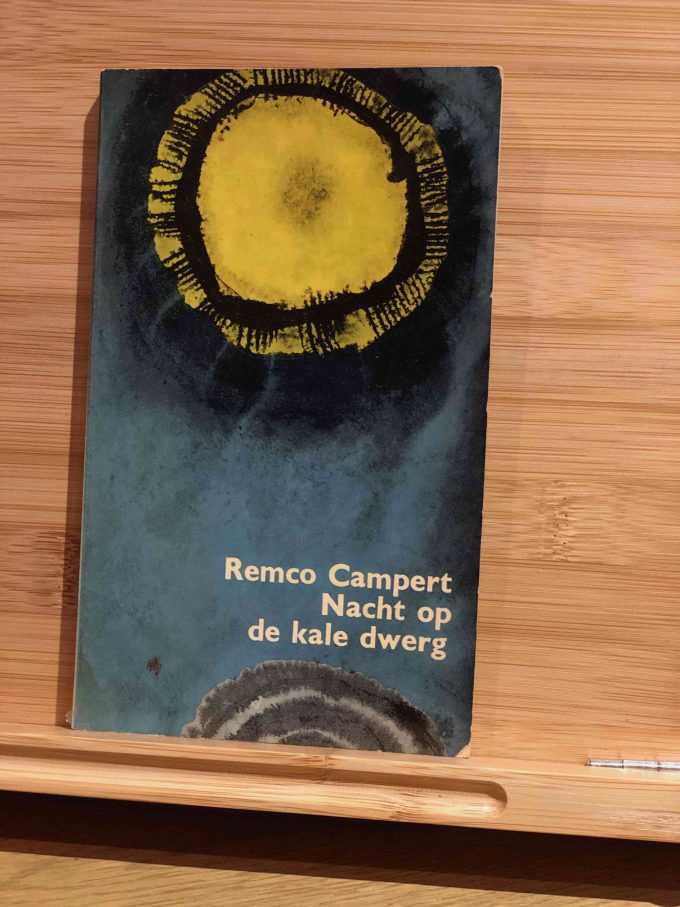 Remco Campert
Nacht op
de kale dwerg